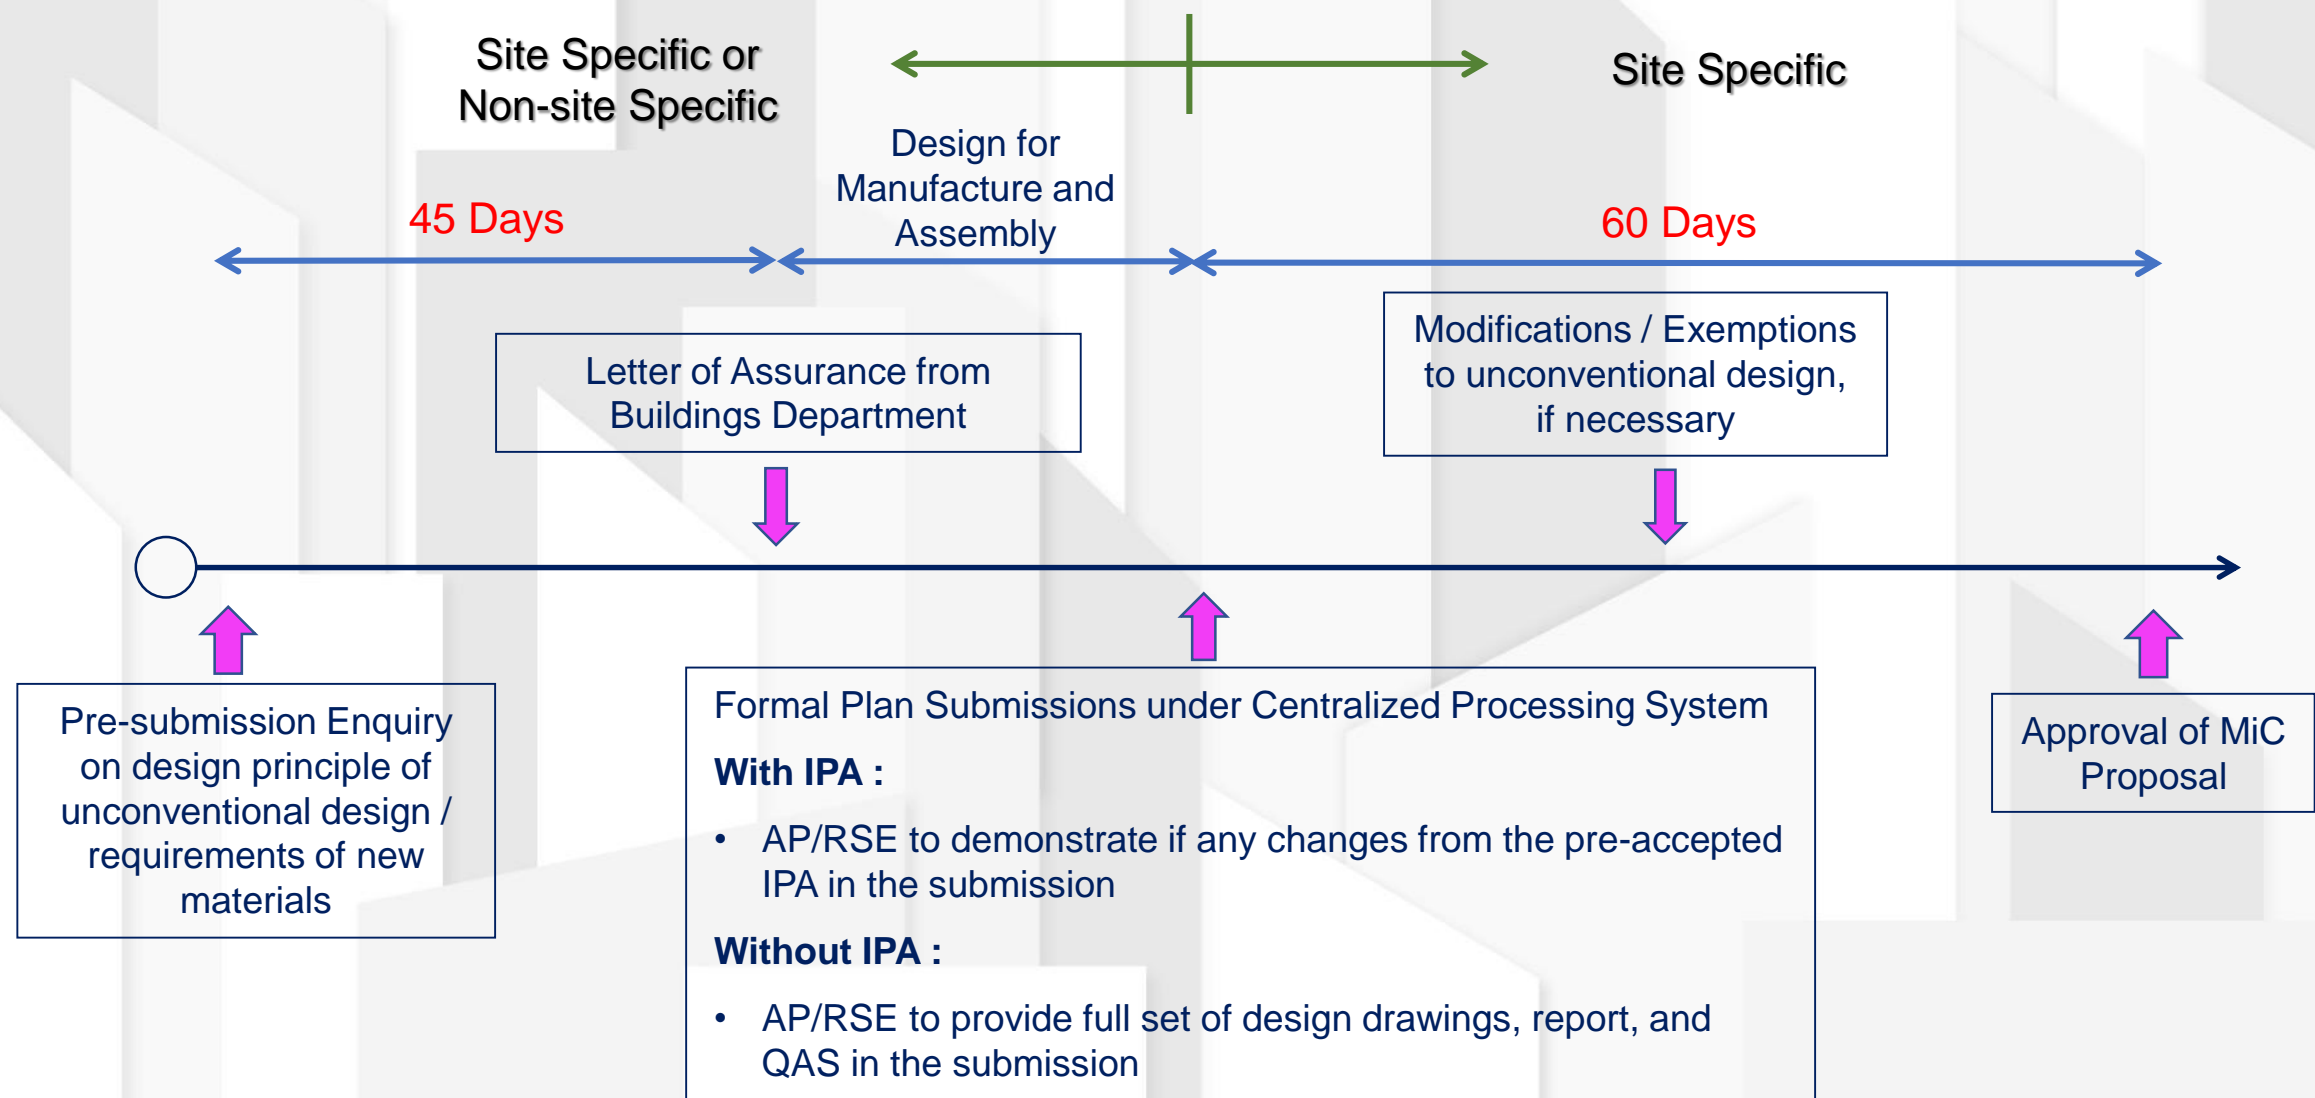 Site Specific or
Non-site Specific
Site Specific
Design for
Manufacture and
Assembly
45 Days
60 Days
Letter of Assurance from
Buildings Department
Modifications / Exemptions
to unconventional design,
if necessary
Pre-submission Enquiry
on design principle of
unconventional design /
requirements of new
materials
Formal Plan Submissions under Centralized Processing System
With IPA :
• AP/RSE to demonstrate if any changes from the pre-accepted
IPA in the submission
Without IPA :
• AP/RSE to provide full set of design drawings, report, and
QAS in the submission
Approval of MiC
Proposal